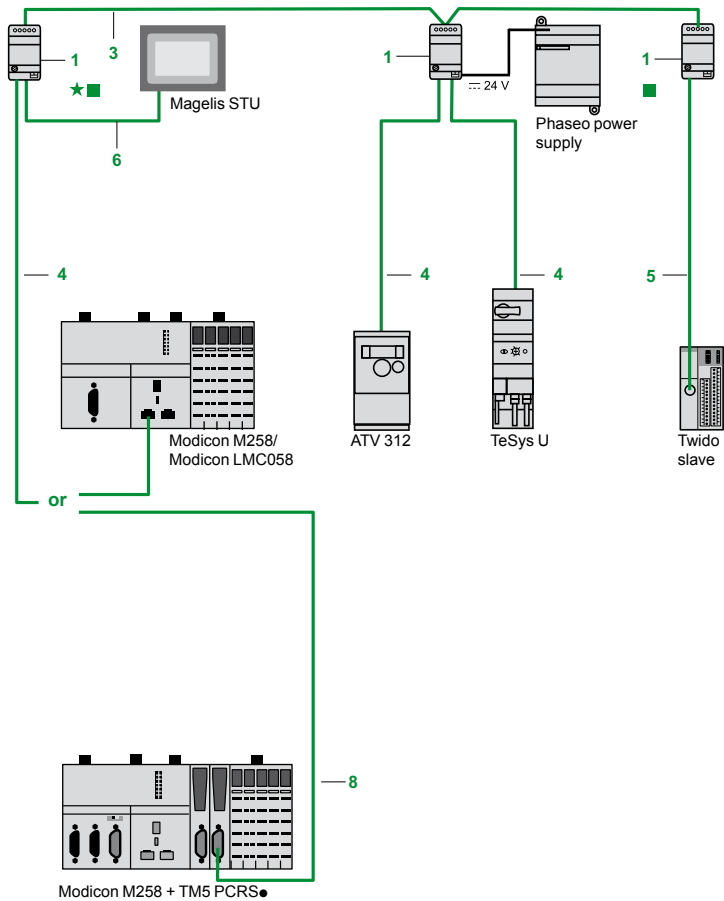 3
1
★■
Magelis STU
6
1
⎓ 24 V
Phaseo power
supply
1
■
4
4
4
5
Modicon M258/
Modicon LMC058
ATV 312
TeSys U
Twido
slave
or
8
Modicon M258 + TM5 PCRS●